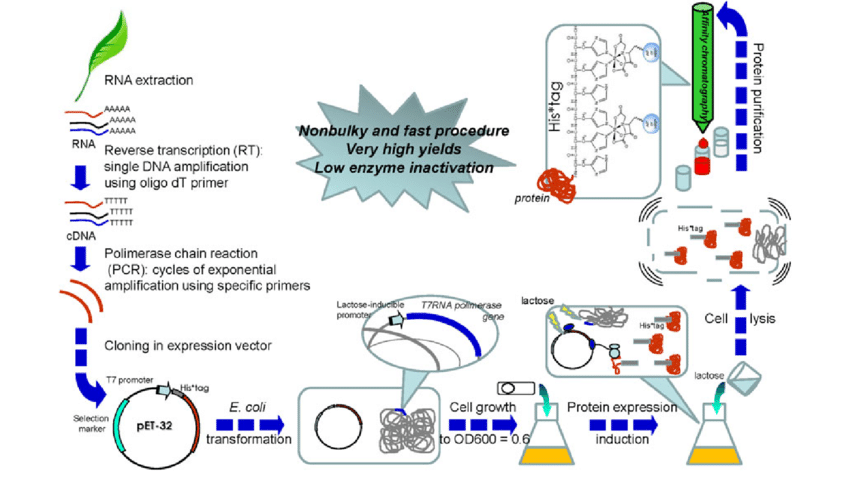 RNA extraction
AAAAA
AAAAA
AAAAA
RNA
Reverse transcription (RT):
single DNA amplification
using oligo dT primer
TTTTT
TTTTT
TTTTT
cDNA
Polimerase chain reaction
(PCR): cycles of exponential
amplification using specific primers
Cloning in expression vector
T7 promoter
His*tag
Selection
marker
pET-32
E. coli
transformation
Lactose-inducible
promoter
T7RNA polimerase
gene
Cell growth
to OD600 = 0.6
Protein expression
induction
lactose
His*tag
lactose
Cell lysis
His*tag
Protein purification
Affinity chromatography
His*tag
protein
Nonbulky and fast procedure
Very high yields
Low enzyme inactivation